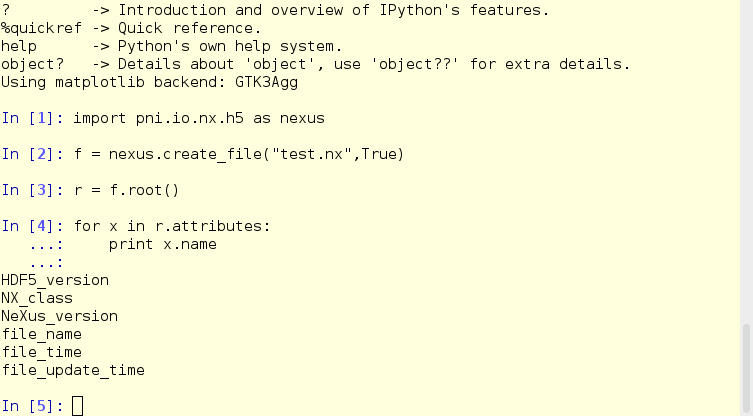 ?         -> Introduction and overview of IPython's features.
%quickref -> Quick reference.
help      -> Python's own help system.
object?   -> Details about 'object', use 'object??' for extra details.
Using matplotlib backend: GTK3Agg
In [1]: import pni.io.nx.h5 as nexus
In [2]: f = nexus.create_file("test.nx",True)
In [3]: r = f.root()
In [4]: for x in r.attributes:
   ...:     print x.name
   ...:
HDF5_version
NX_class
NeXus_version
file_name
file_time
file_update_time
In [5]: